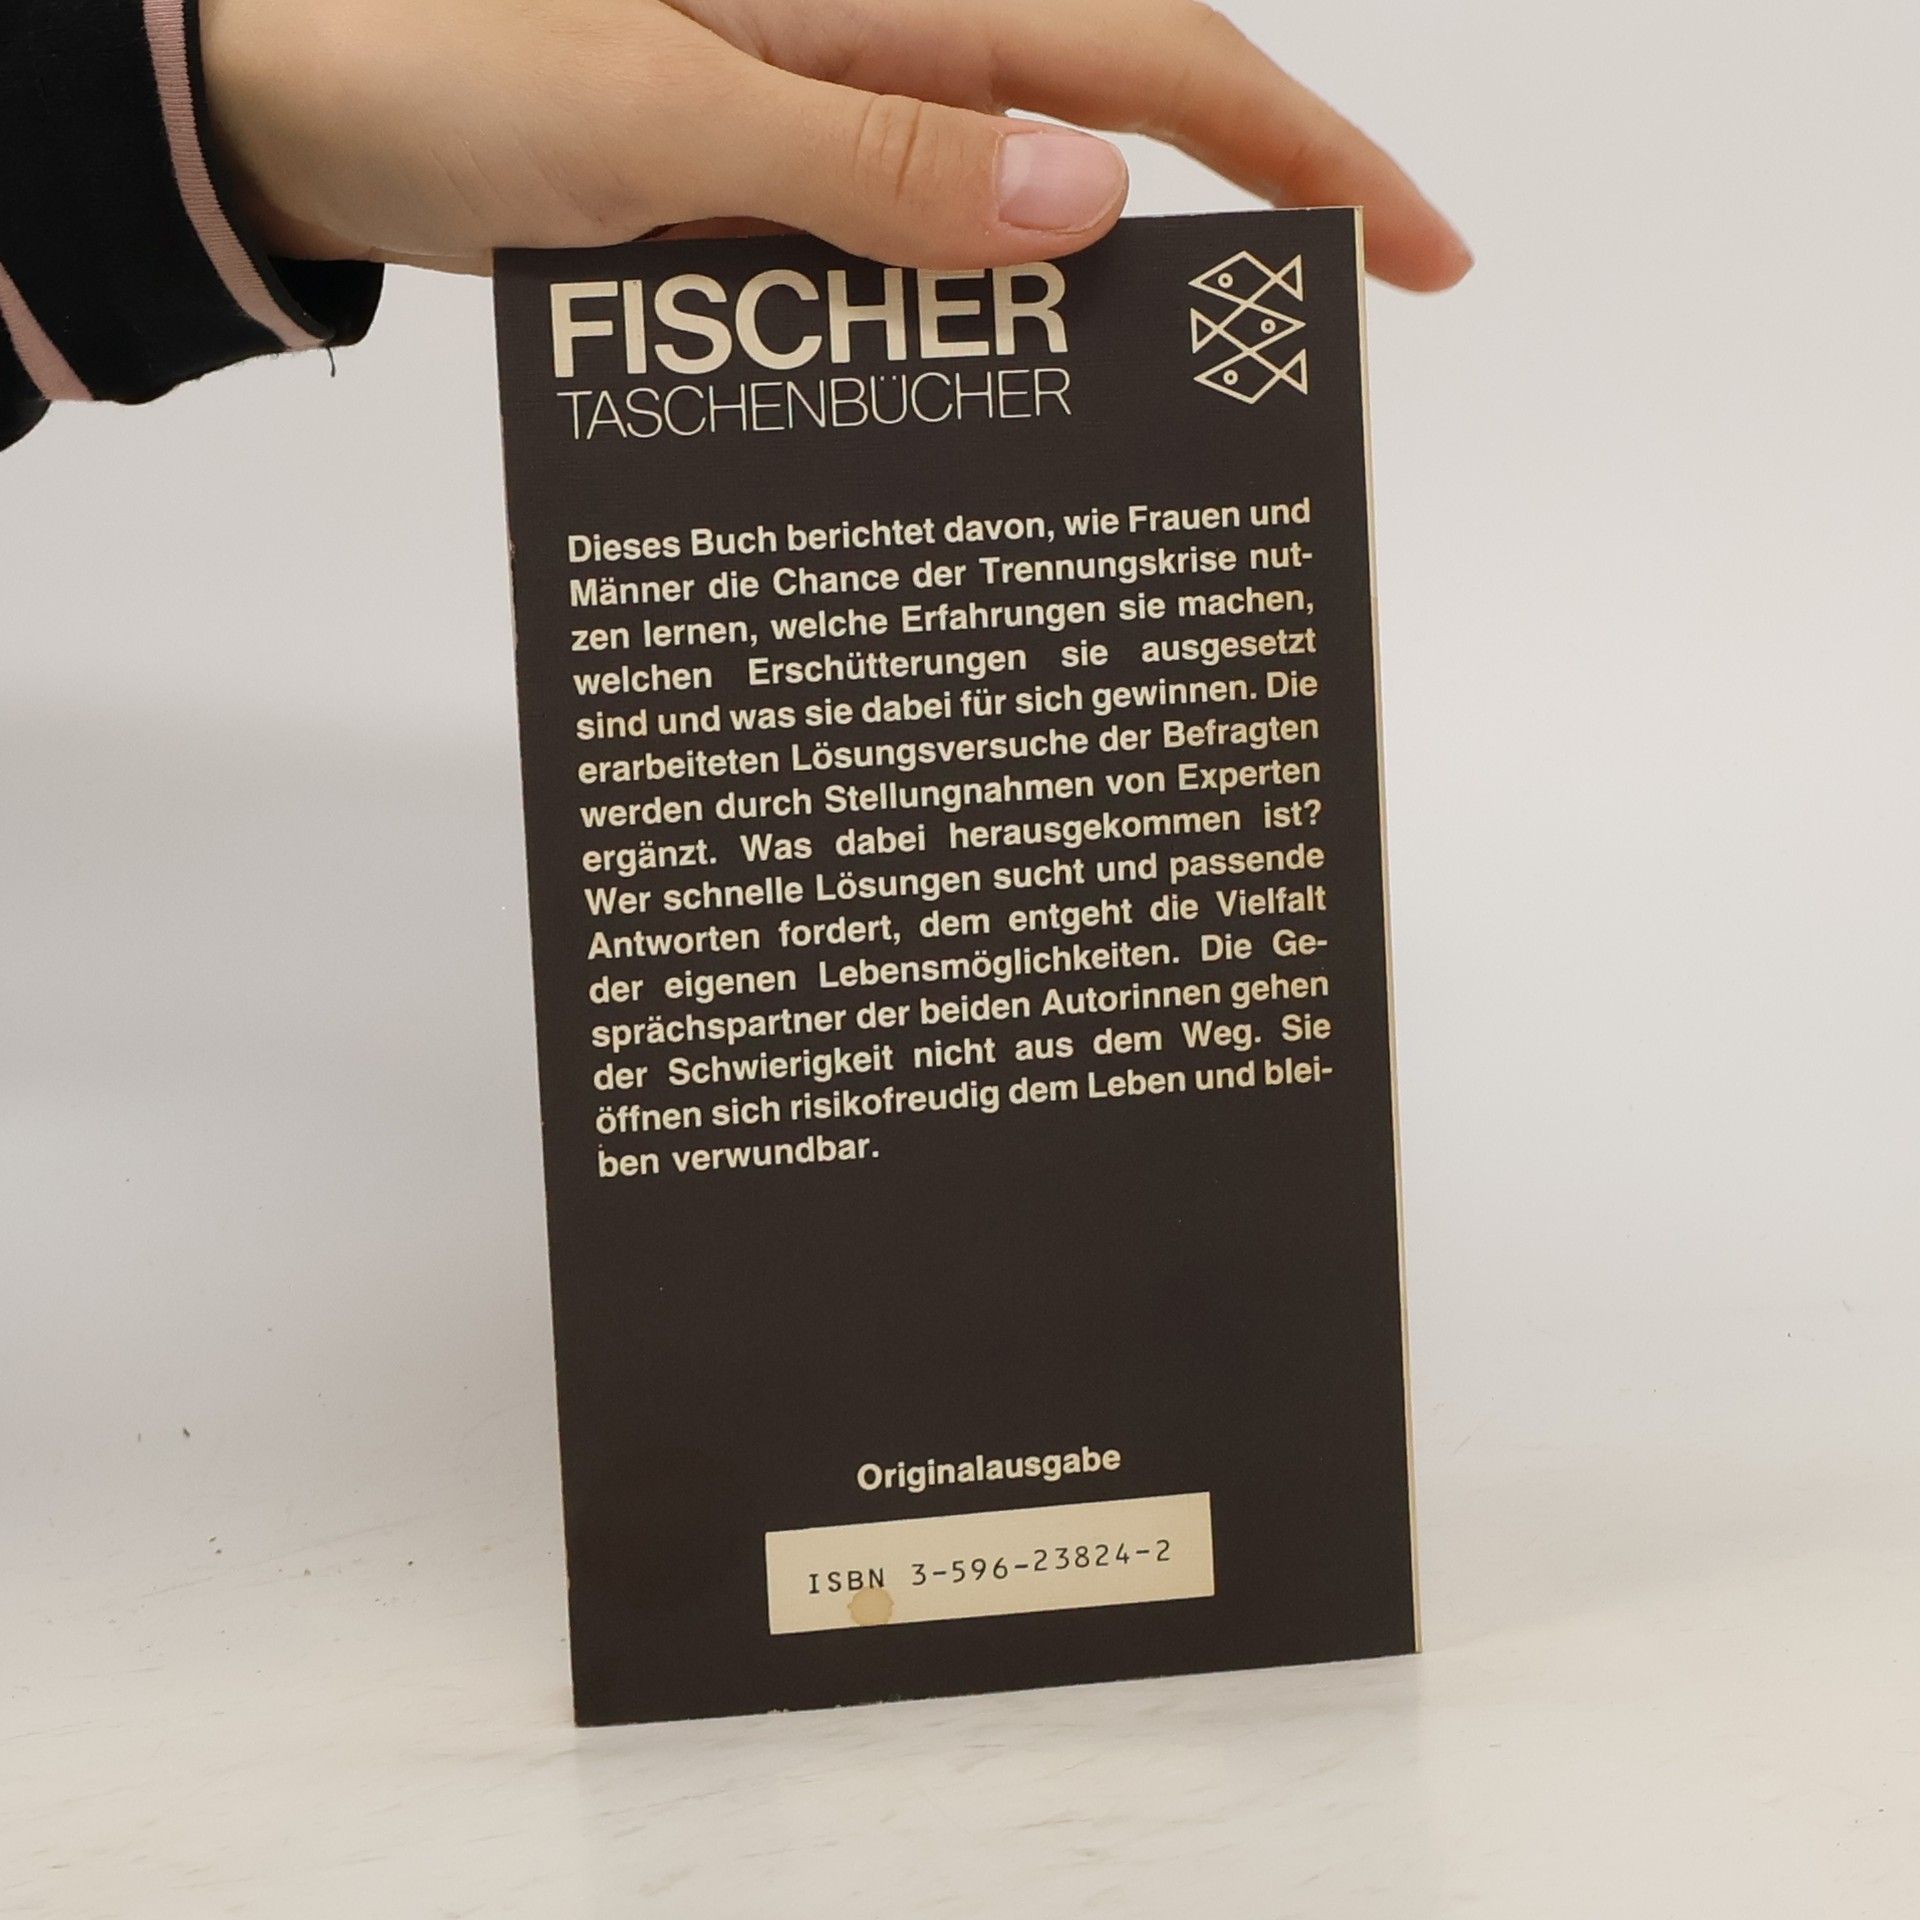 FISCHER
TASCHENBÜCHER
Dieses Buch berichtet davon, wie Frauen und
Männer die Chance der Trennungskrise nut-
zen lernen, welche Erfahrungen sie machen,
welchen Erschütterungen sie ausgesetzt
sind und was sie dabei für sich gewinnen. Die
erarbeiteten Lösungsversuche der Befragten
werden durch Stellungnahmen von Experten
ergänzt. Was dabei herausgekommen ist?
Wer schnelle Lösungen sucht und passende
Antworten fordert, dem entgeht die Vielfalt
der eigenen Lebensmöglichkeiten. Die Ge-
sprächspartner der beiden Autorinnen gehen
der Schwierigkeit nicht aus dem Weg. Sie
öffnen sich risikofreudig dem Leben und blei-
ben verwundbar.
Originalausgabe
ISBN 3-596-23824-2